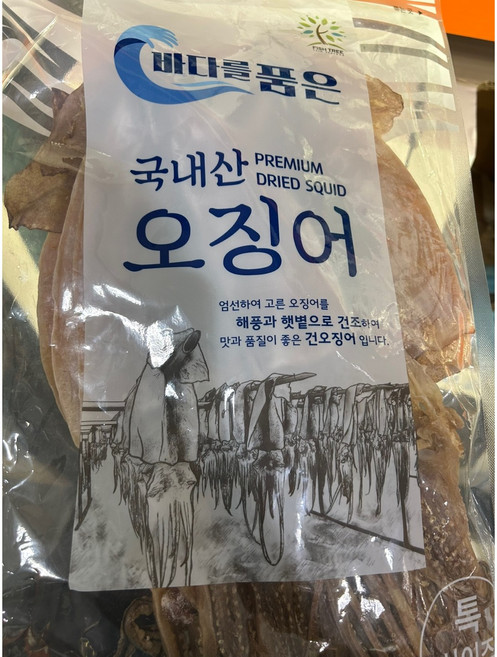 바다를 품은
국내산 PREMIUM
DRIED SQUID
오징어
엄선하여 고른 오징어를
해풍과 햇볕으로 건조하여
맛과 품질이 좋은 건오징어 입니다.
특